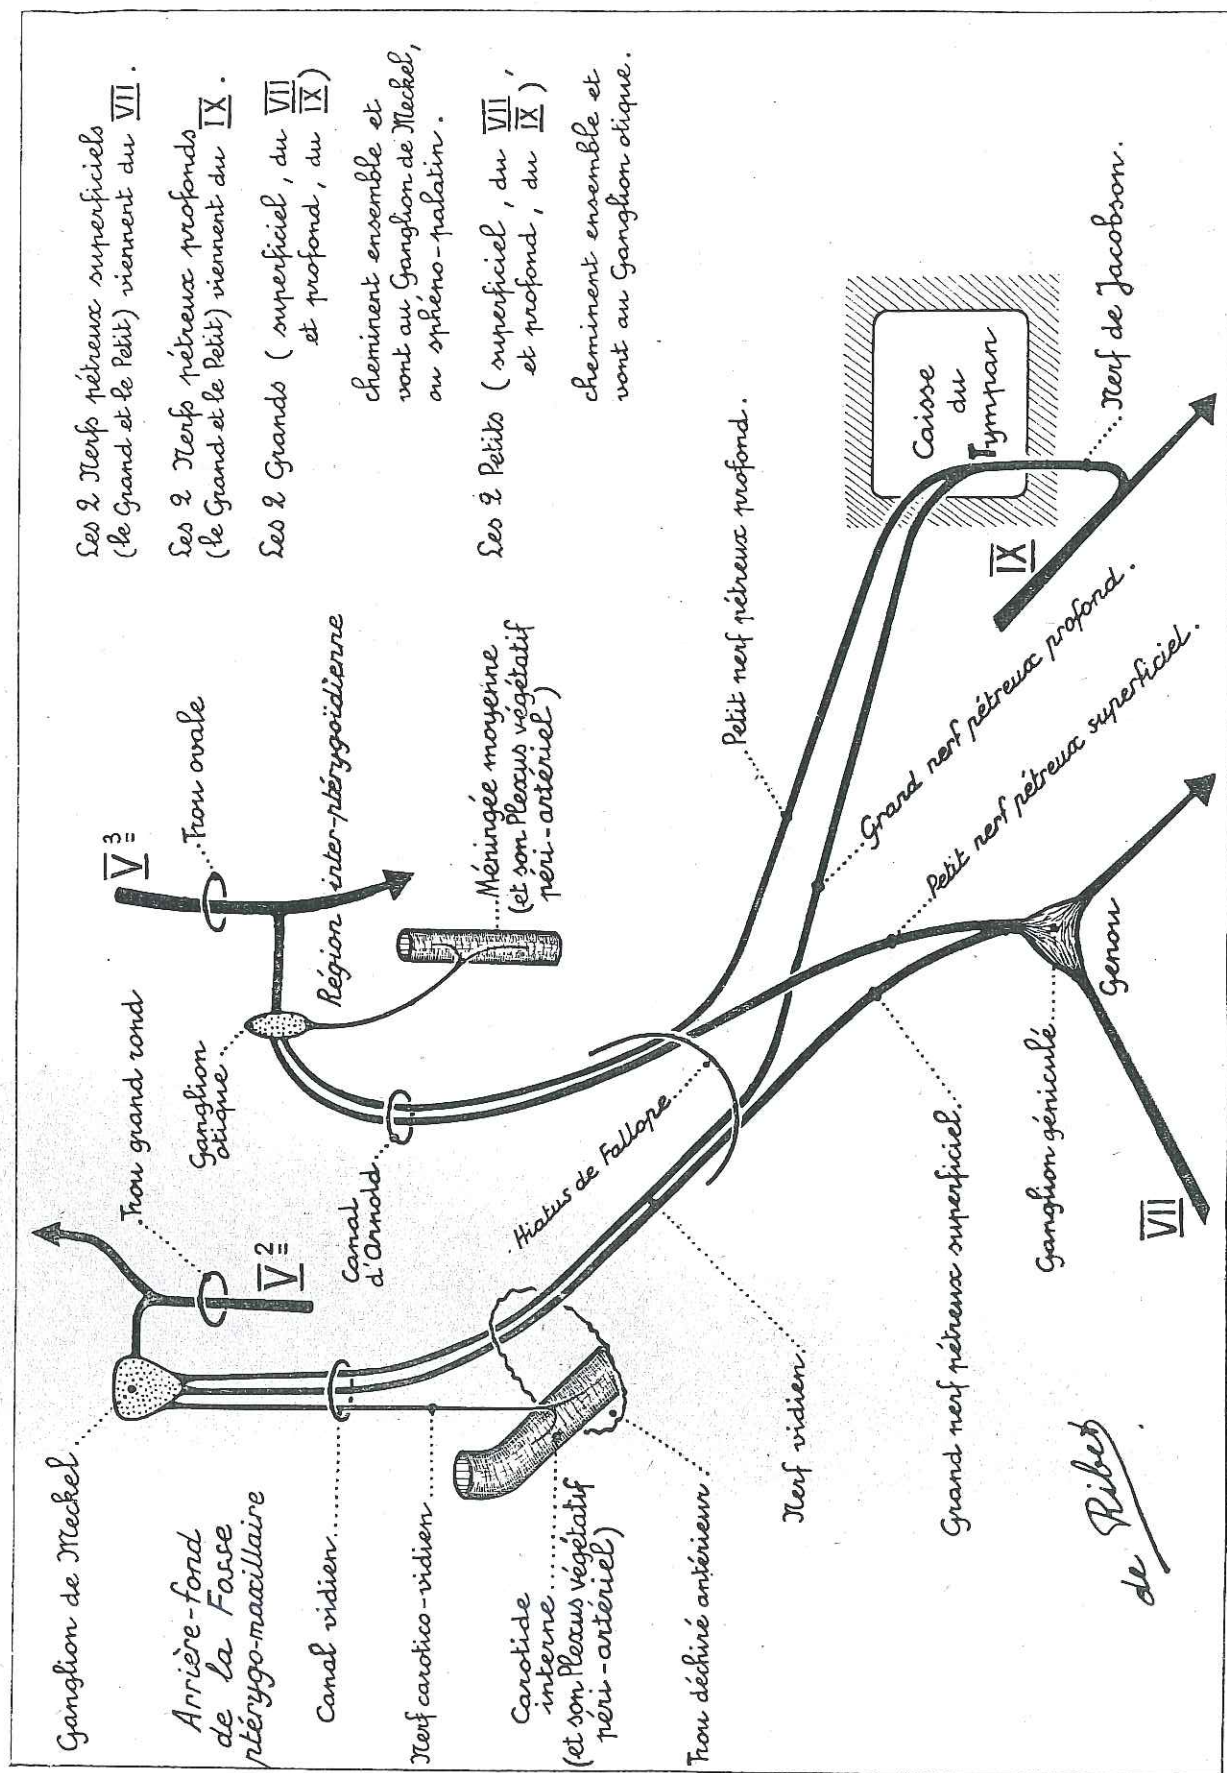 Ganglion de Meckel
Arrière-fond
de la Fosse
ptérygo-maxillaire
Canal vidien
Nerf carotico-vidien
Carotide
interne
(et son Plexus végétatif
péri-artériel)
Trou déchiré antérieur.
Trou grand rond
V2
Ganglion
otique
Canal
d'Arnold
Hiatus de Fallope
Nerf vidien.
Grand nerf pétreux superficiel.
Ganglion géniculé
VII
Genou
V3
Trou ovale
Région inter-ptérygoïdienne
Méningée moyenne
(et son Plexus végétatif
péri-artériel)
Petit nerf pétreux profond.
Grand nerf pétreux profond.
Petit nerf pétreux superficiel.
IX
Caisse
du
Tympan
Nerf de Jacobson.
Les 2 Nerfs pétreux superficiels
(le Grand et le Petit) viennent du VII.
Les 2 Nerfs pétreux profonds
(le Grand et le Petit) viennent du IX.
Les 2 Grands (superficiel, du VII
et profond, du IX)
cheminent ensemble et
vont au Ganglion de Meckel,
ou sphéno-palatin.
Les 2 Petits (superficiel, du VII,
et profond, du IX),
cheminent ensemble et
vont au Ganglion otique.
de Ribet